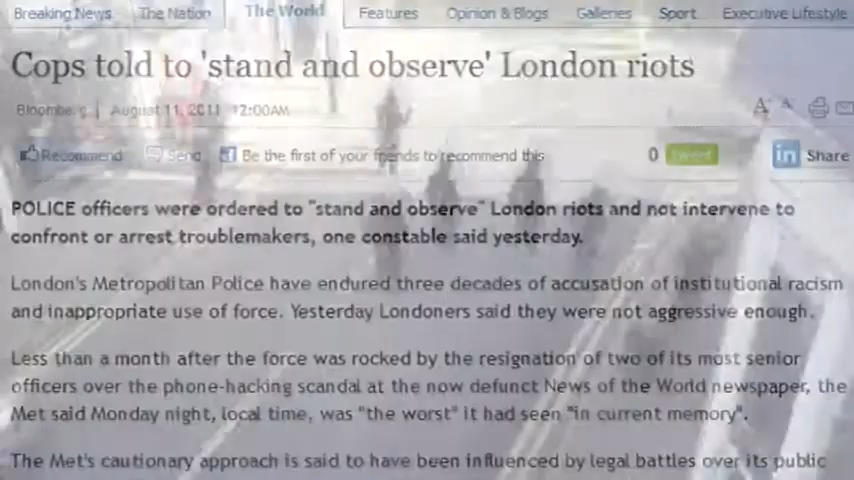 Breaking News The Nation The World Features Opinion & Blogs Galleries Sport Executive Lifestyle
Cops told to 'stand and observe' London riots
Bloomberg | August 11, 2011 12:00AM A A
Recommend Send Be the first of your friends to recommend this 0 tweet in Share
POLICE officers were ordered to "stand and observe" London riots and not intervene to
confront or arrest troublemakers, one constable said yesterday.
London's Metropolitan Police have endured three decades of accusation of institutional racism
and inappropriate use of force. Yesterday Londoners said they were not aggressive enough.
Less than a month after the force was rocked by the resignation of two of its most senior
officers over the phone-hacking scandal at the now defunct News of the World newspaper, the
Met said Monday night, local time, was "the worst" it had seen "in current memory".
The Met's cautionary approach is said to have been influenced by legal battles over its public